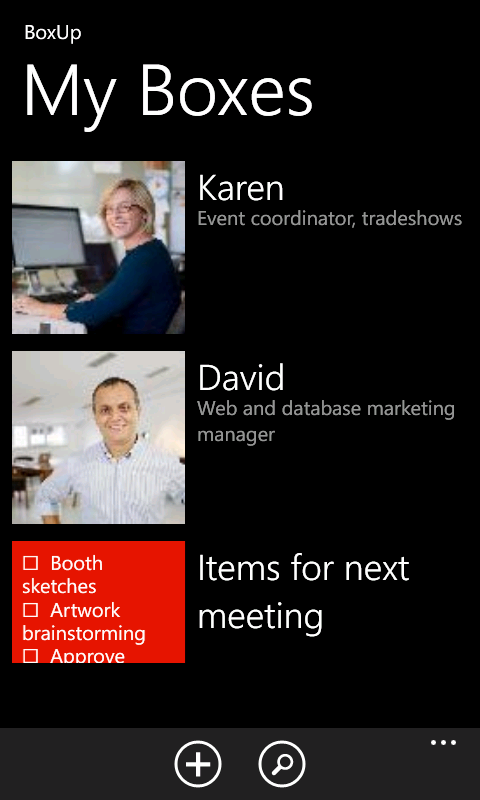 BoxUp
My Boxes
Karen
Event coordinator, tradeshows
David
Web and database marketing
manager
☐ Booth
sketches
☐ Artwork
brainstorming
☐ Approve
Items for next
meeting